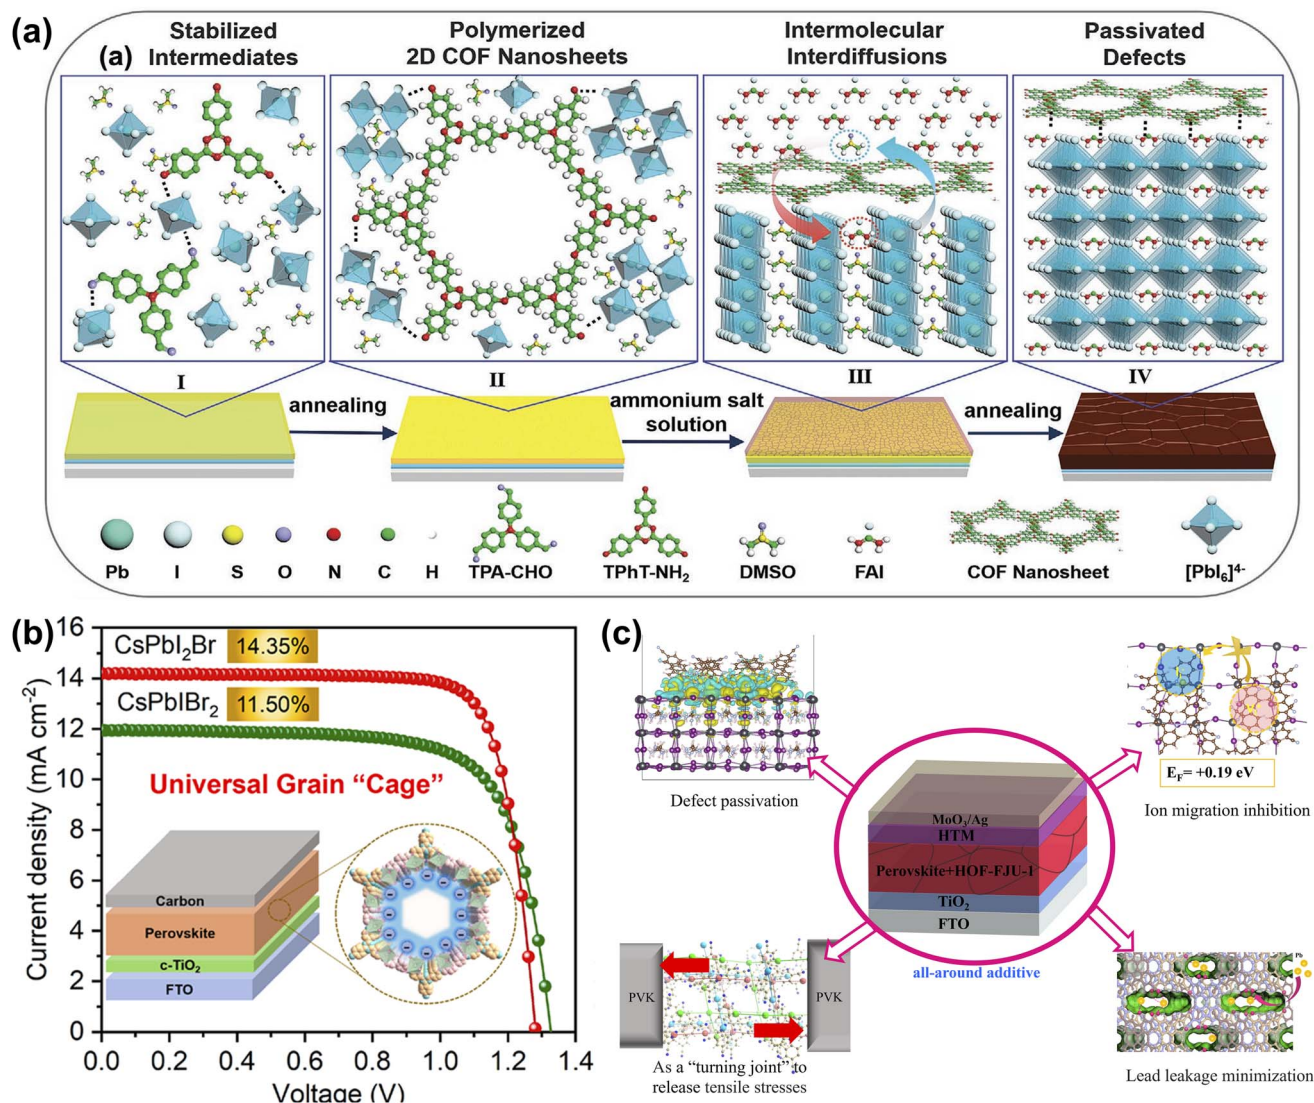 (a)
Stabilized
Intermediates
(a)
Polymerized
2D COF Nanosheets
Intermolecular
Interdiffusions
Passivated
Defects
I
II
III
IV
annealing
ammonium salt
solution
annealing
Pb
I
S
O
N
C
H
TPA-CHO
TPhT-NH₂
DMSO
FAI
COF Nanosheet
[PbI₆]⁴⁻
(b)
16
14
12
10
8
6
4
2
0
Current density (mA cm⁻²)
CsPbI₂Br
14.35%
CsPbIBr₂
11.50%
Universal Grain “Cage”
Carbon
Perovskite
c-TiO₂
FTO
0.0
0.2
0.4
0.6
0.8
1.0
1.2
1.4
Voltage (V)
(c)
Defect passivation
E_F= +0.19 eV
Ion migration inhibition
MoO₃/Ag
HTM
Perovskite+HOF-FJU-1
TiO₂
FTO
all-around additive
PVK
PVK
As a “turning joint” to
release tensile stresses
Pb
Lead leakage minimization